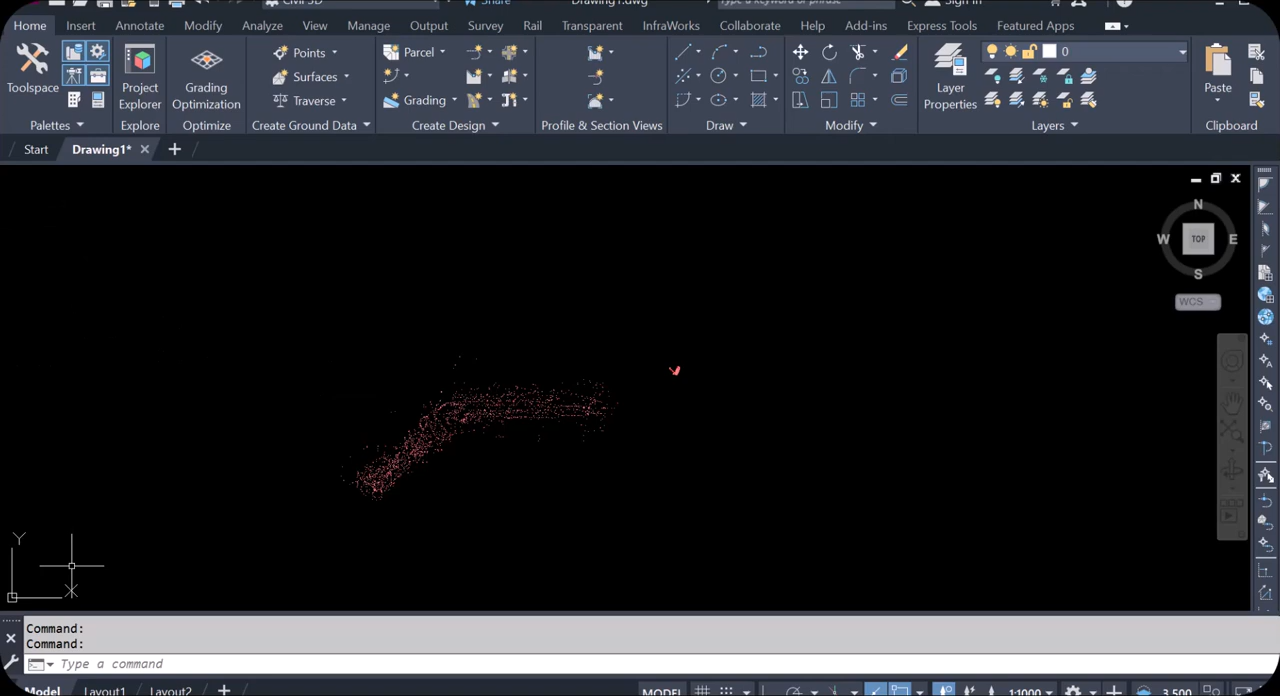 Civil 3D Share Drawing1.dwg Type a keyword or phrase Sign In
Home Insert Annotate Modify Analyze View Manage Output Survey Rail Transparent InfraWorks Collaborate Help Add-ins Express Tools Featured Apps
Toolspace
Palettes
Project
Explorer
Explore
Grading
Optimization
Optimize
Points
Surfaces
Traverse
Create Ground Data
Parcel
Grading
Create Design
Profile & Section Views
Draw
Modify
Layer
Properties
0
Layers
Paste
Clipboard
Start Drawing1* +
N
W TOP E
S
WCS
Y
X
Command:
Command:
Type a command
Model Layout1 Layout2 + MODEL 1:1000 3.500